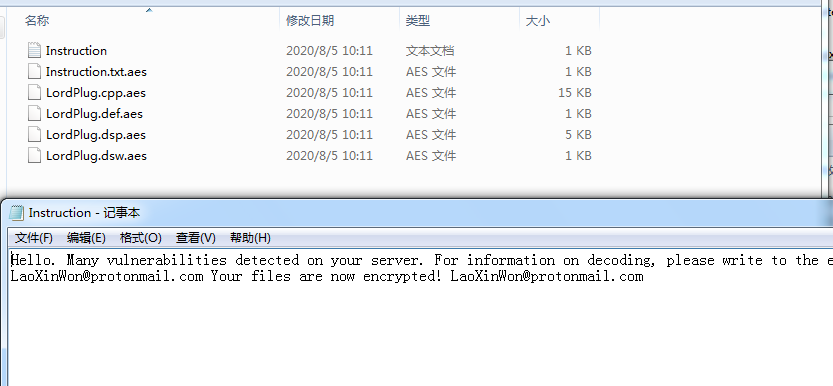 名称 修改日期 类型 大小
Instruction 2020/8/5 10:11 文本文档 1 KB
Instruction.txt.aes 2020/8/5 10:11 AES 文件 1 KB
LordPlug.cpp.aes 2020/8/5 10:11 AES 文件 15 KB
LordPlug.def.aes 2020/8/5 10:11 AES 文件 1 KB
LordPlug.dsp.aes 2020/8/5 10:11 AES 文件 5 KB
LordPlug.dsw.aes 2020/8/5 10:11 AES 文件 1 KB
Instruction - 记事本
文件(F) 编辑(E) 格式(O) 查看(V) 帮助(H)
Hello. Many vulnerabilities detected on your server. For information on decoding, please write to the e
LaoXinWon@protonmail.com Your files are now encrypted! LaoXinWon@protonmail.com